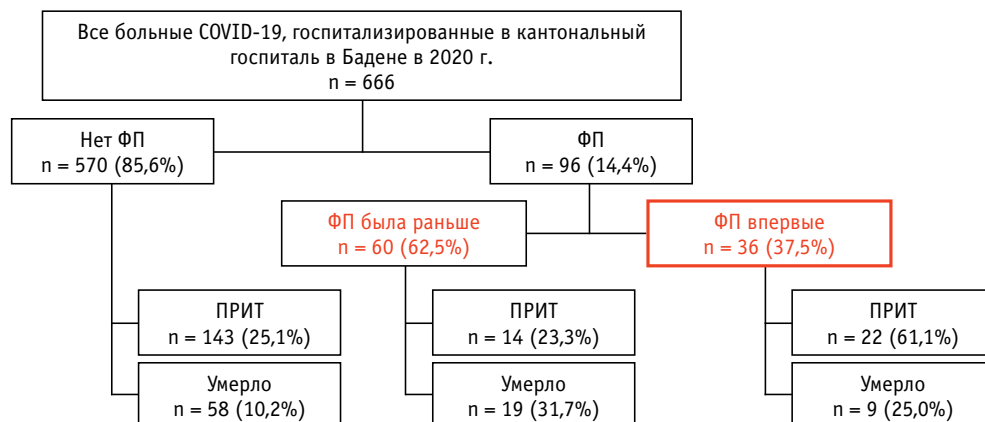 Все больные COVID-19, госпитализированные в кантональный
госпиталь в Бадене в 2020 г.
n = 666
Нет ФП
n = 570 (85,6%)
ФП
n = 96 (14,4%)
ФП была раньше
n = 60 (62,5%)
ФП впервые
n = 36 (37,5%)
ПРИТ
n = 143 (25,1%)
ПРИТ
n = 14 (23,3%)
ПРИТ
n = 22 (61,1%)
Умерло
n = 58 (10,2%)
Умерло
n = 19 (31,7%)
Умерло
n = 9 (25,0%)